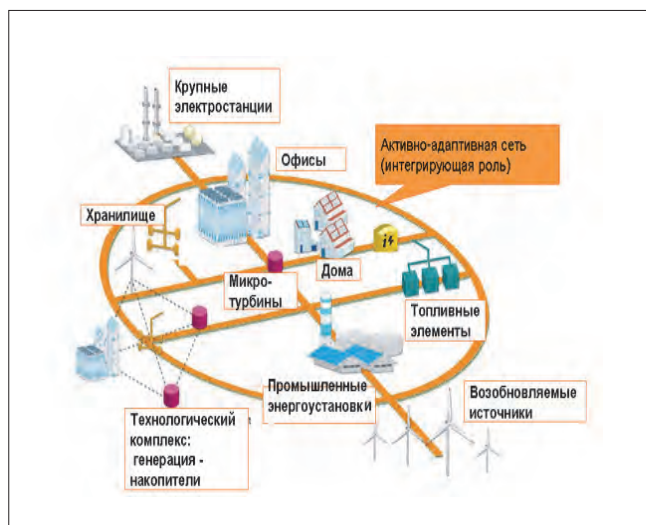 Крупные
электростанции
Офисы
Активно-адаптивная сеть
(интегрирующая роль)
Хранилище
Микро-
турбины
Дома
Топливные
элементы
Промышленные
энергоустановки
Возобновляемые
источники
Технологический
комплекс:
генерация -
накопители